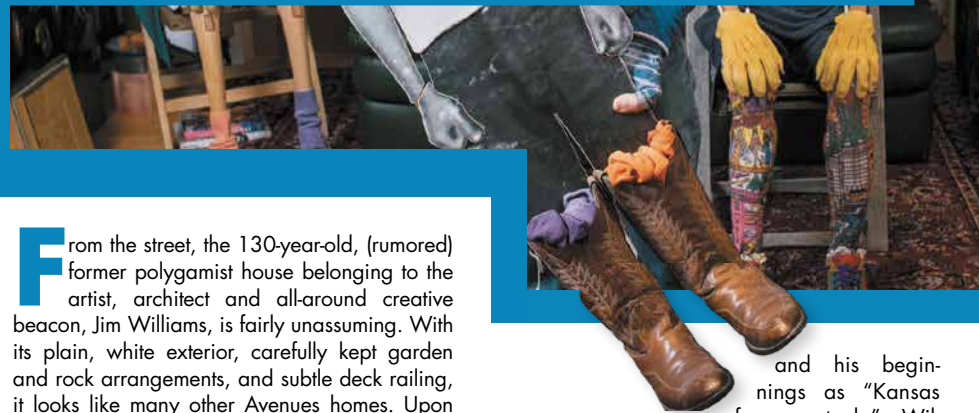 From the street, the 130-year-old, (rumored)
former polygamist house belonging to the
artist, architect and all-around creative
beacon, Jim Williams, is fairly unassuming. With
its plain, white exterior, carefully kept garden
and rock arrangements, and subtle deck railing,
it looks like many other Avenues homes. Upon
and his begin-
nings as “Kansas